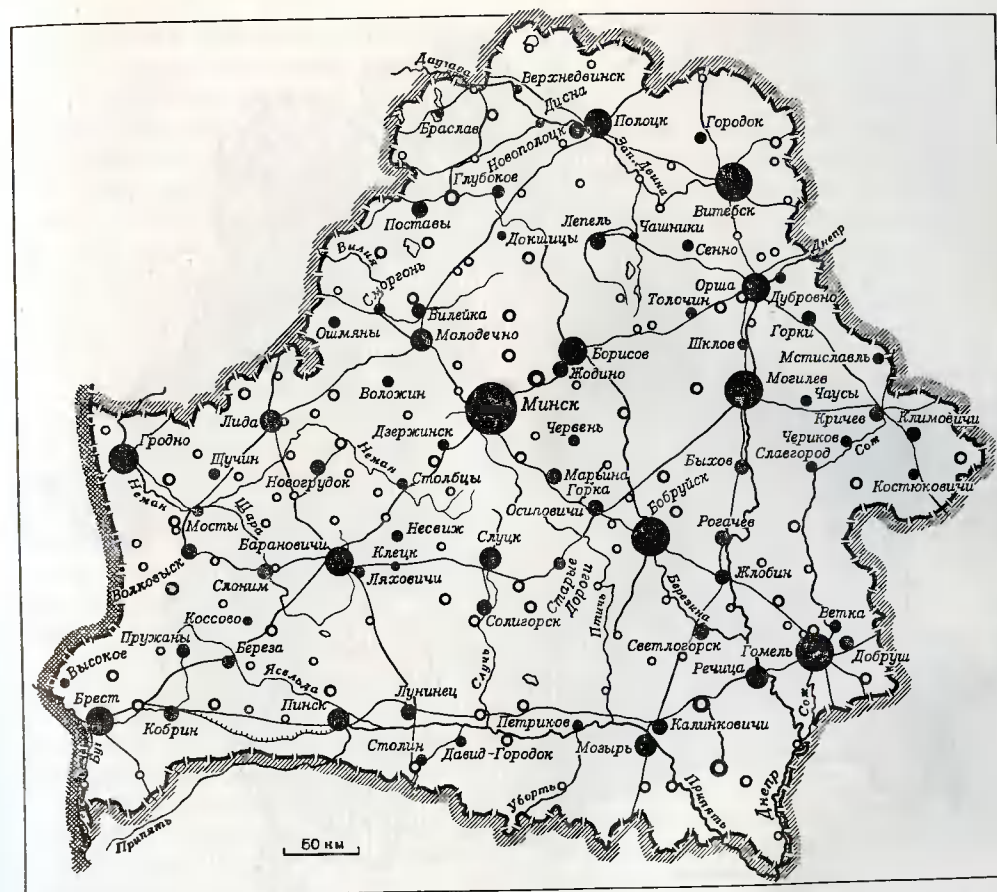 Даугава
Верхнедвинск
Дисна
Браслав
Полоцк
Новополоцк
Городок
Зап. Двина
Глубокое
Витебск
Поставы
Докшицы
Лепель
Чашники
Сенно
Днепр
Вилия
Сморгонь
Орша
Дубровно
Толочин
Вилейка
Ошмяны
Молодечно
Горки
Борисов
Шклов
Мстиславль
Жодино
Воложин
Могилев
Чаусы
Минск
Лида
Кричев
Климовичи
Червень
Дзержинск
Гродно
Чериков
Сож
Славгород
Щучин
Неман
Новогрудок
Марьина
Горка
Быхов
Столбцы
Костюковичи
Неман
Бобруйск
Осиповичи
Мосты
Щара
Несвиж
Рогачев
Барановичи
Слуцк
Клецк
Волковыск
Ляховичи
Жлобин
Слоним
Старые
Дороги
Березина
Коссово
Солигорск
Птичь
Ветка
Пружаны
Светлогорск
Гомель
Добруш
Береза
Высокое
Речица
Ясельда
Случь
Брест
Лунинец
Сож
Пинск
Кобрин
Петриков
Калинковичи
Столин
Давид-Городок
Мозырь
Буг
Уборть
Припять
Днепр
Припять
50 км